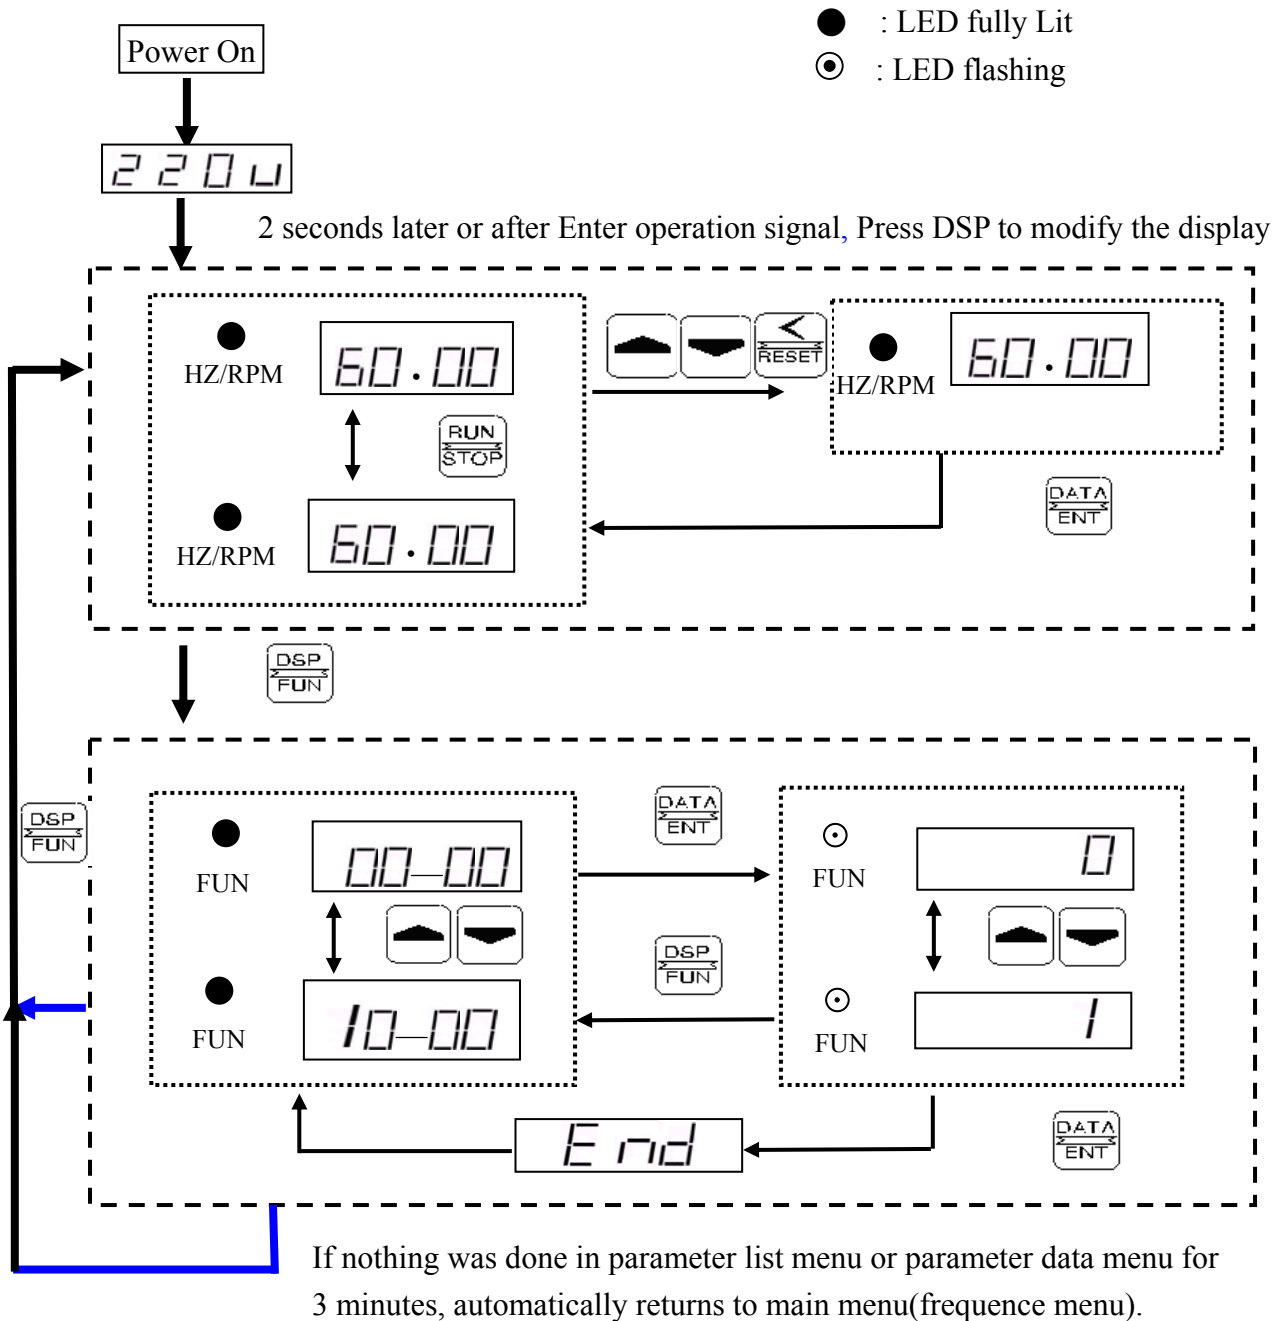 : LED fully Lit
Power On
: LED flashing
220u
2 seconds later or after Enter operation signal, Press DSP to modify the display
HZ/RPM
60.00
RESET
HZ/RPM
60.00
RUN
STOP
HZ/RPM
60.00
DATA
ENT
DSP
FUN
DSP
FUN
FUN
00—00
DATA
ENT
FUN
0
DSP
FUN
FUN
10—00
FUN
1
End
DATA
ENT
If nothing was done in parameter list menu or parameter data menu for
3 minutes, automatically returns to main menu(frequence menu).